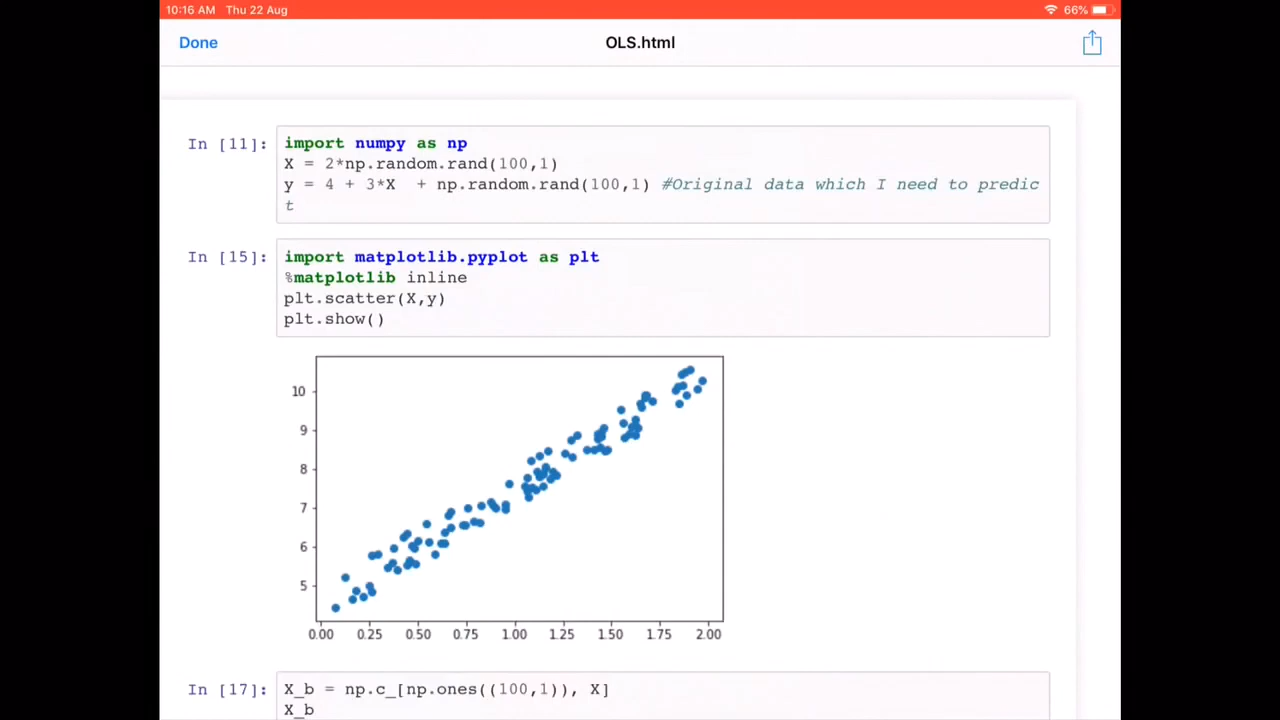 10:16 AM Thu 22 Aug 66%
Done OLS.html
In [11]: import numpy as np
X = 2*np.random.rand(100,1)
y = 4 + 3*X  + np.random.rand(100,1) #Original data which I need to predic
t
In [15]: import matplotlib.pyplot as plt
%matplotlib inline
plt.scatter(X,y)
plt.show()
10
9
8
7
6
5
0.00 0.25 0.50 0.75 1.00 1.25 1.50 1.75 2.00
In [17]: X_b = np.c_[np.ones((100,1)), X]
X_b